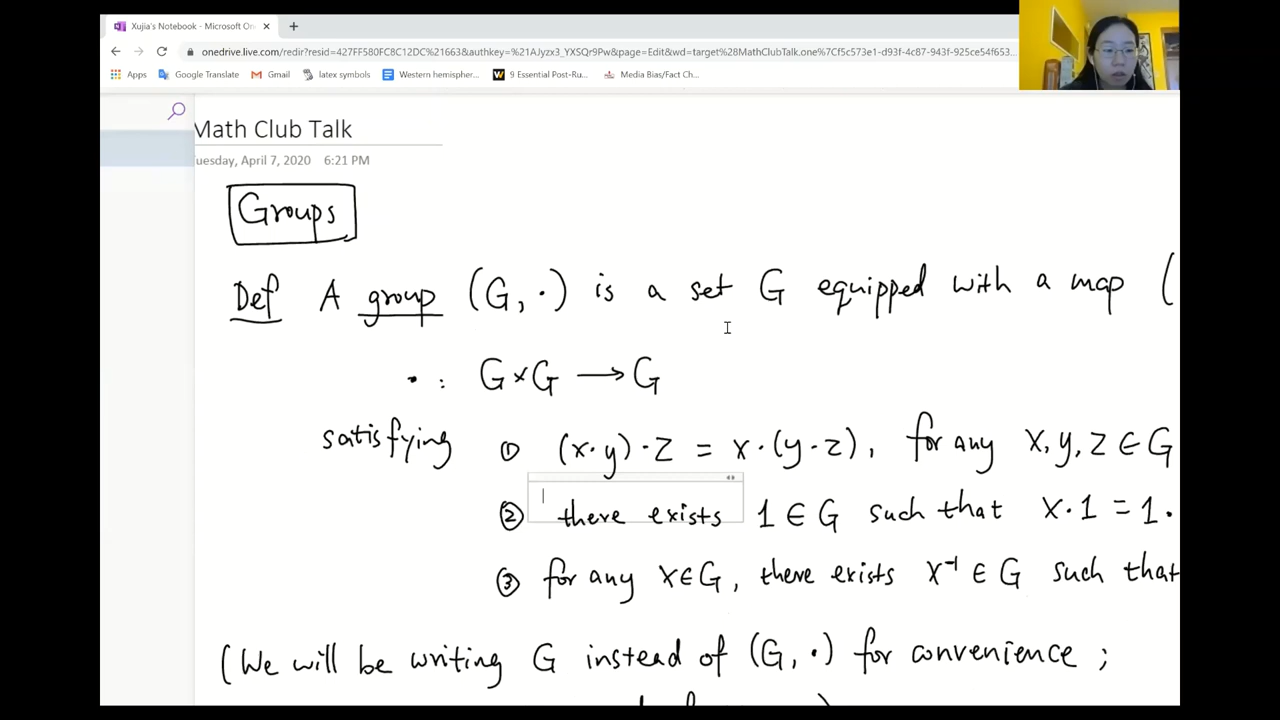 Xujia's Notebook - Microsoft On
onedrive.live.com/redir?resid=427FF580FC8C12DC%21663&authkey=%21AJyzx3_YXSQr9Pw&page=Edit&wd=target%28MathClubTalk.one%7Cf5c573e1-d93f-4c87-943f-925ce54f653...
Apps Google Translate Gmail latex symbols Western hemispher... 9 Essential Post-Ru... Media Bias/Fact Ch...
Math Club Talk
uesday, April 7, 2020 6:21 PM
Groups
Def A group (G, ·) is a set G equipped with a map (
· : G×G → G
satisfying ① (x·y)·z = x·(y·z), for any x, y, z ∈ G
② there exists 1 ∈ G such that x·1 = 1·
③ for any x∈G, there exists x⁻¹ ∈ G such that
(We will be writing G instead of (G, ·) for convenience ;